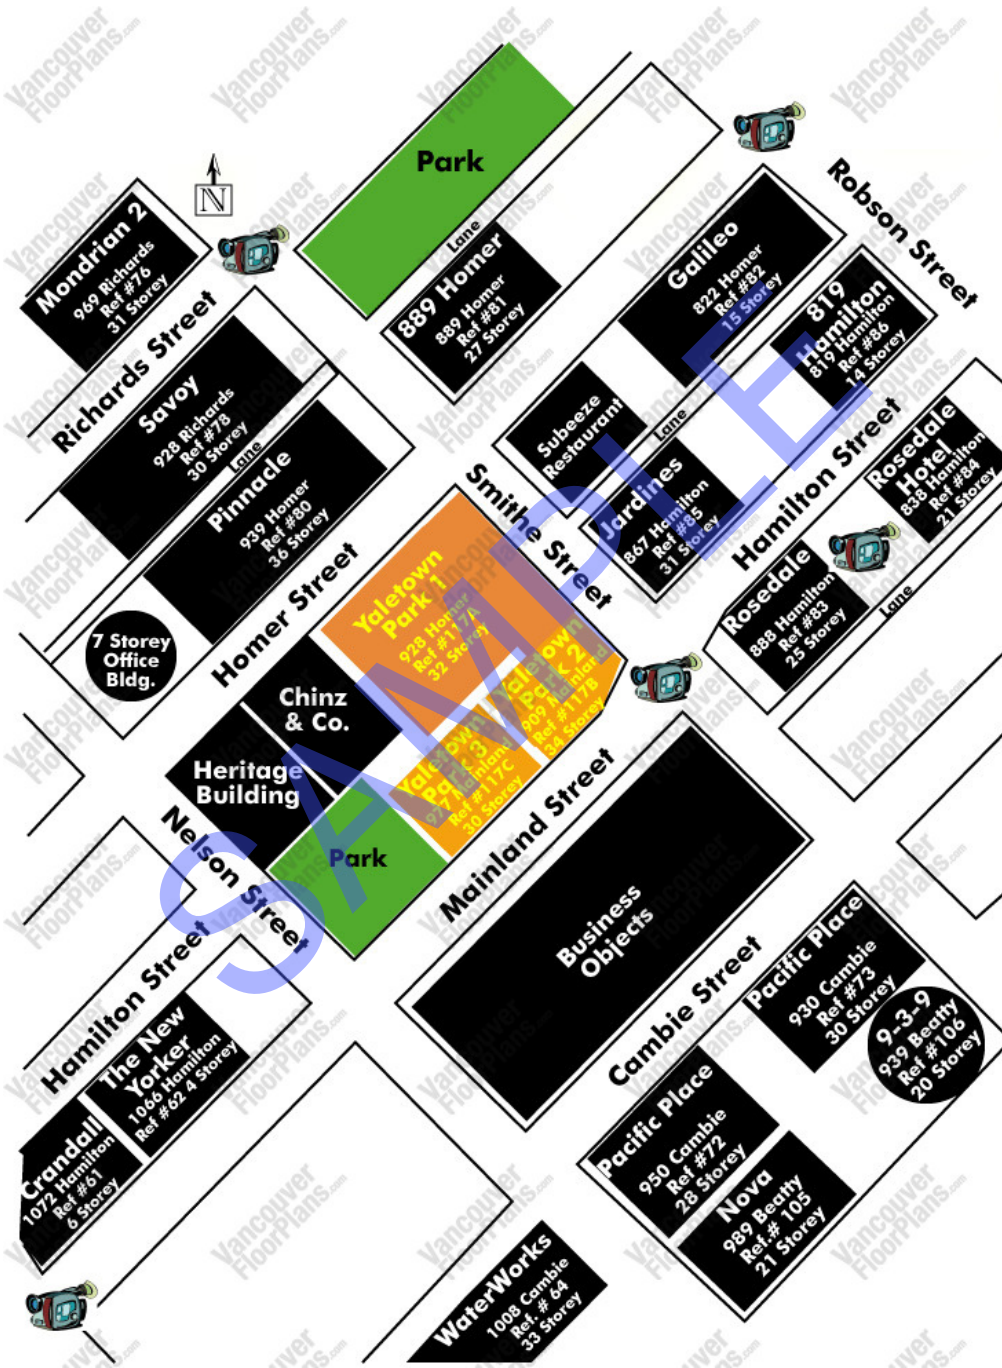 Park
Robson Street
N
Mondrian 2
969 Richards
Ref #76
31 Storey
Lane
889 Homer
889 Homer
Ref #81
27 Storey
Galileo
822 Homer
Ref #82
15 Storey
819
Hamilton
819 Hamilton
Ref #86
14 Storey
Richards Street
Savoy
928 Richards
Ref #78
30 Storey
Lane
Pinnacle
939 Homer
Ref #80
36 Storey
Subeeze
Restaurant
Lane
Jardines
867 Hamilton
Ref #85
31 Storey
Hamilton Street
Rosedale
Hotel
838 Hamilton
Ref #84
21 Storey
Smithe Street
Rosedale
888 Hamilton
Ref #83
25 Storey
Lane
Homer Street
7 Storey
Office
Bldg.
Yaletown
Park 1
928 Homer
Ref #117A
32 Storey
Yaletown
Park 2
909 Mainland
Ref #117B
34 Storey
Yaletown
Park 3
977 Mainland
Ref #117C
30 Storey
Chinz
& Co.
Heritage
Building
Park
Nelson Street
Mainland Street
Business
Objects
Hamilton Street
The New
Yorker
1066 Hamilton
Ref #62 4 Storey
Crandall
1072 Hamilton
Ref #61
6 Storey
Cambie Street
Pacific Place
930 Cambie
Ref #73
30 Storey
9-3-9
939 Beatty
Ref #106
20 Storey
Pacific Place
950 Cambie
Ref #72
28 Storey
Nova
989 Beatty
Ref.# 105
21 Storey
WaterWorks
1008 Cambie
Ref. # 64
33 Storey
SAMPLE
Vancouver
FloorPlans.com